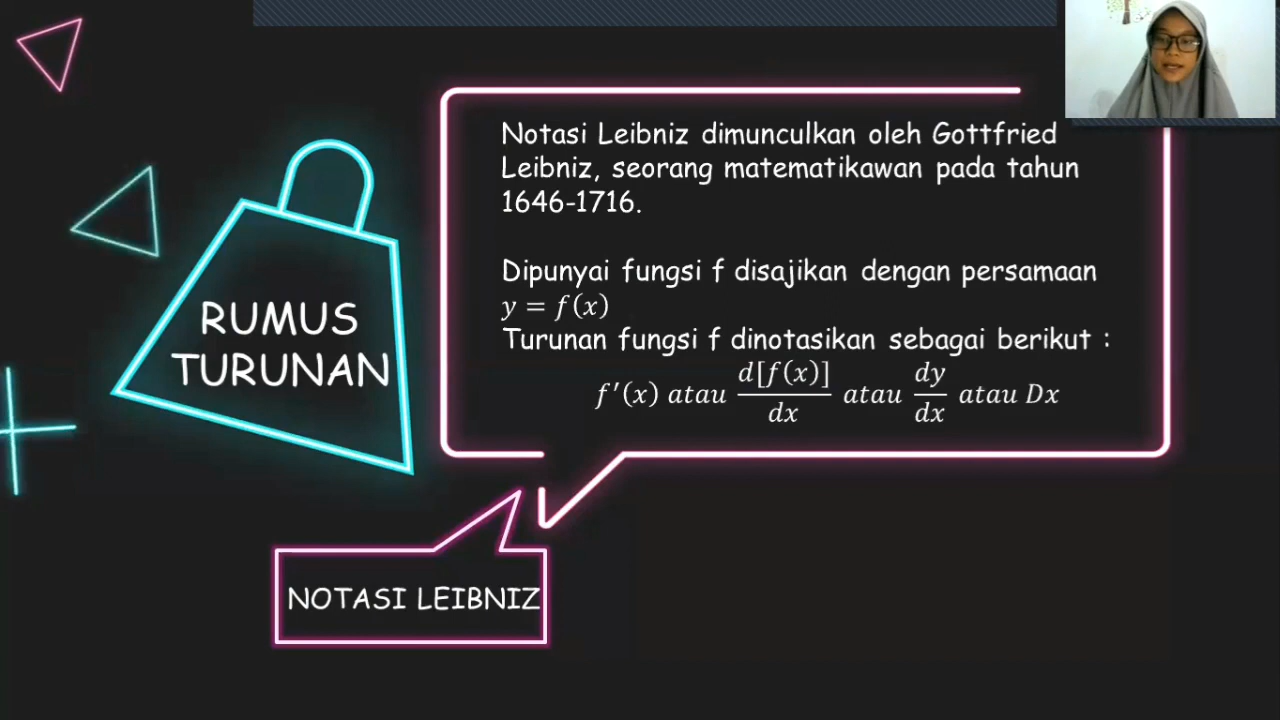 RUMUS
TURUNAN
Notasi Leibniz dimunculkan oleh Gottfried
Leibniz, seorang matematikawan pada tahun
1646-1716.
Dipunyai fungsi f disajikan dengan persamaan
y = f(x)
Turunan fungsi f dinotasikan sebagai berikut :
f′(x) atau d[f(x)]/dx atau dy/dx atau Dx
NOTASI LEIBNIZ